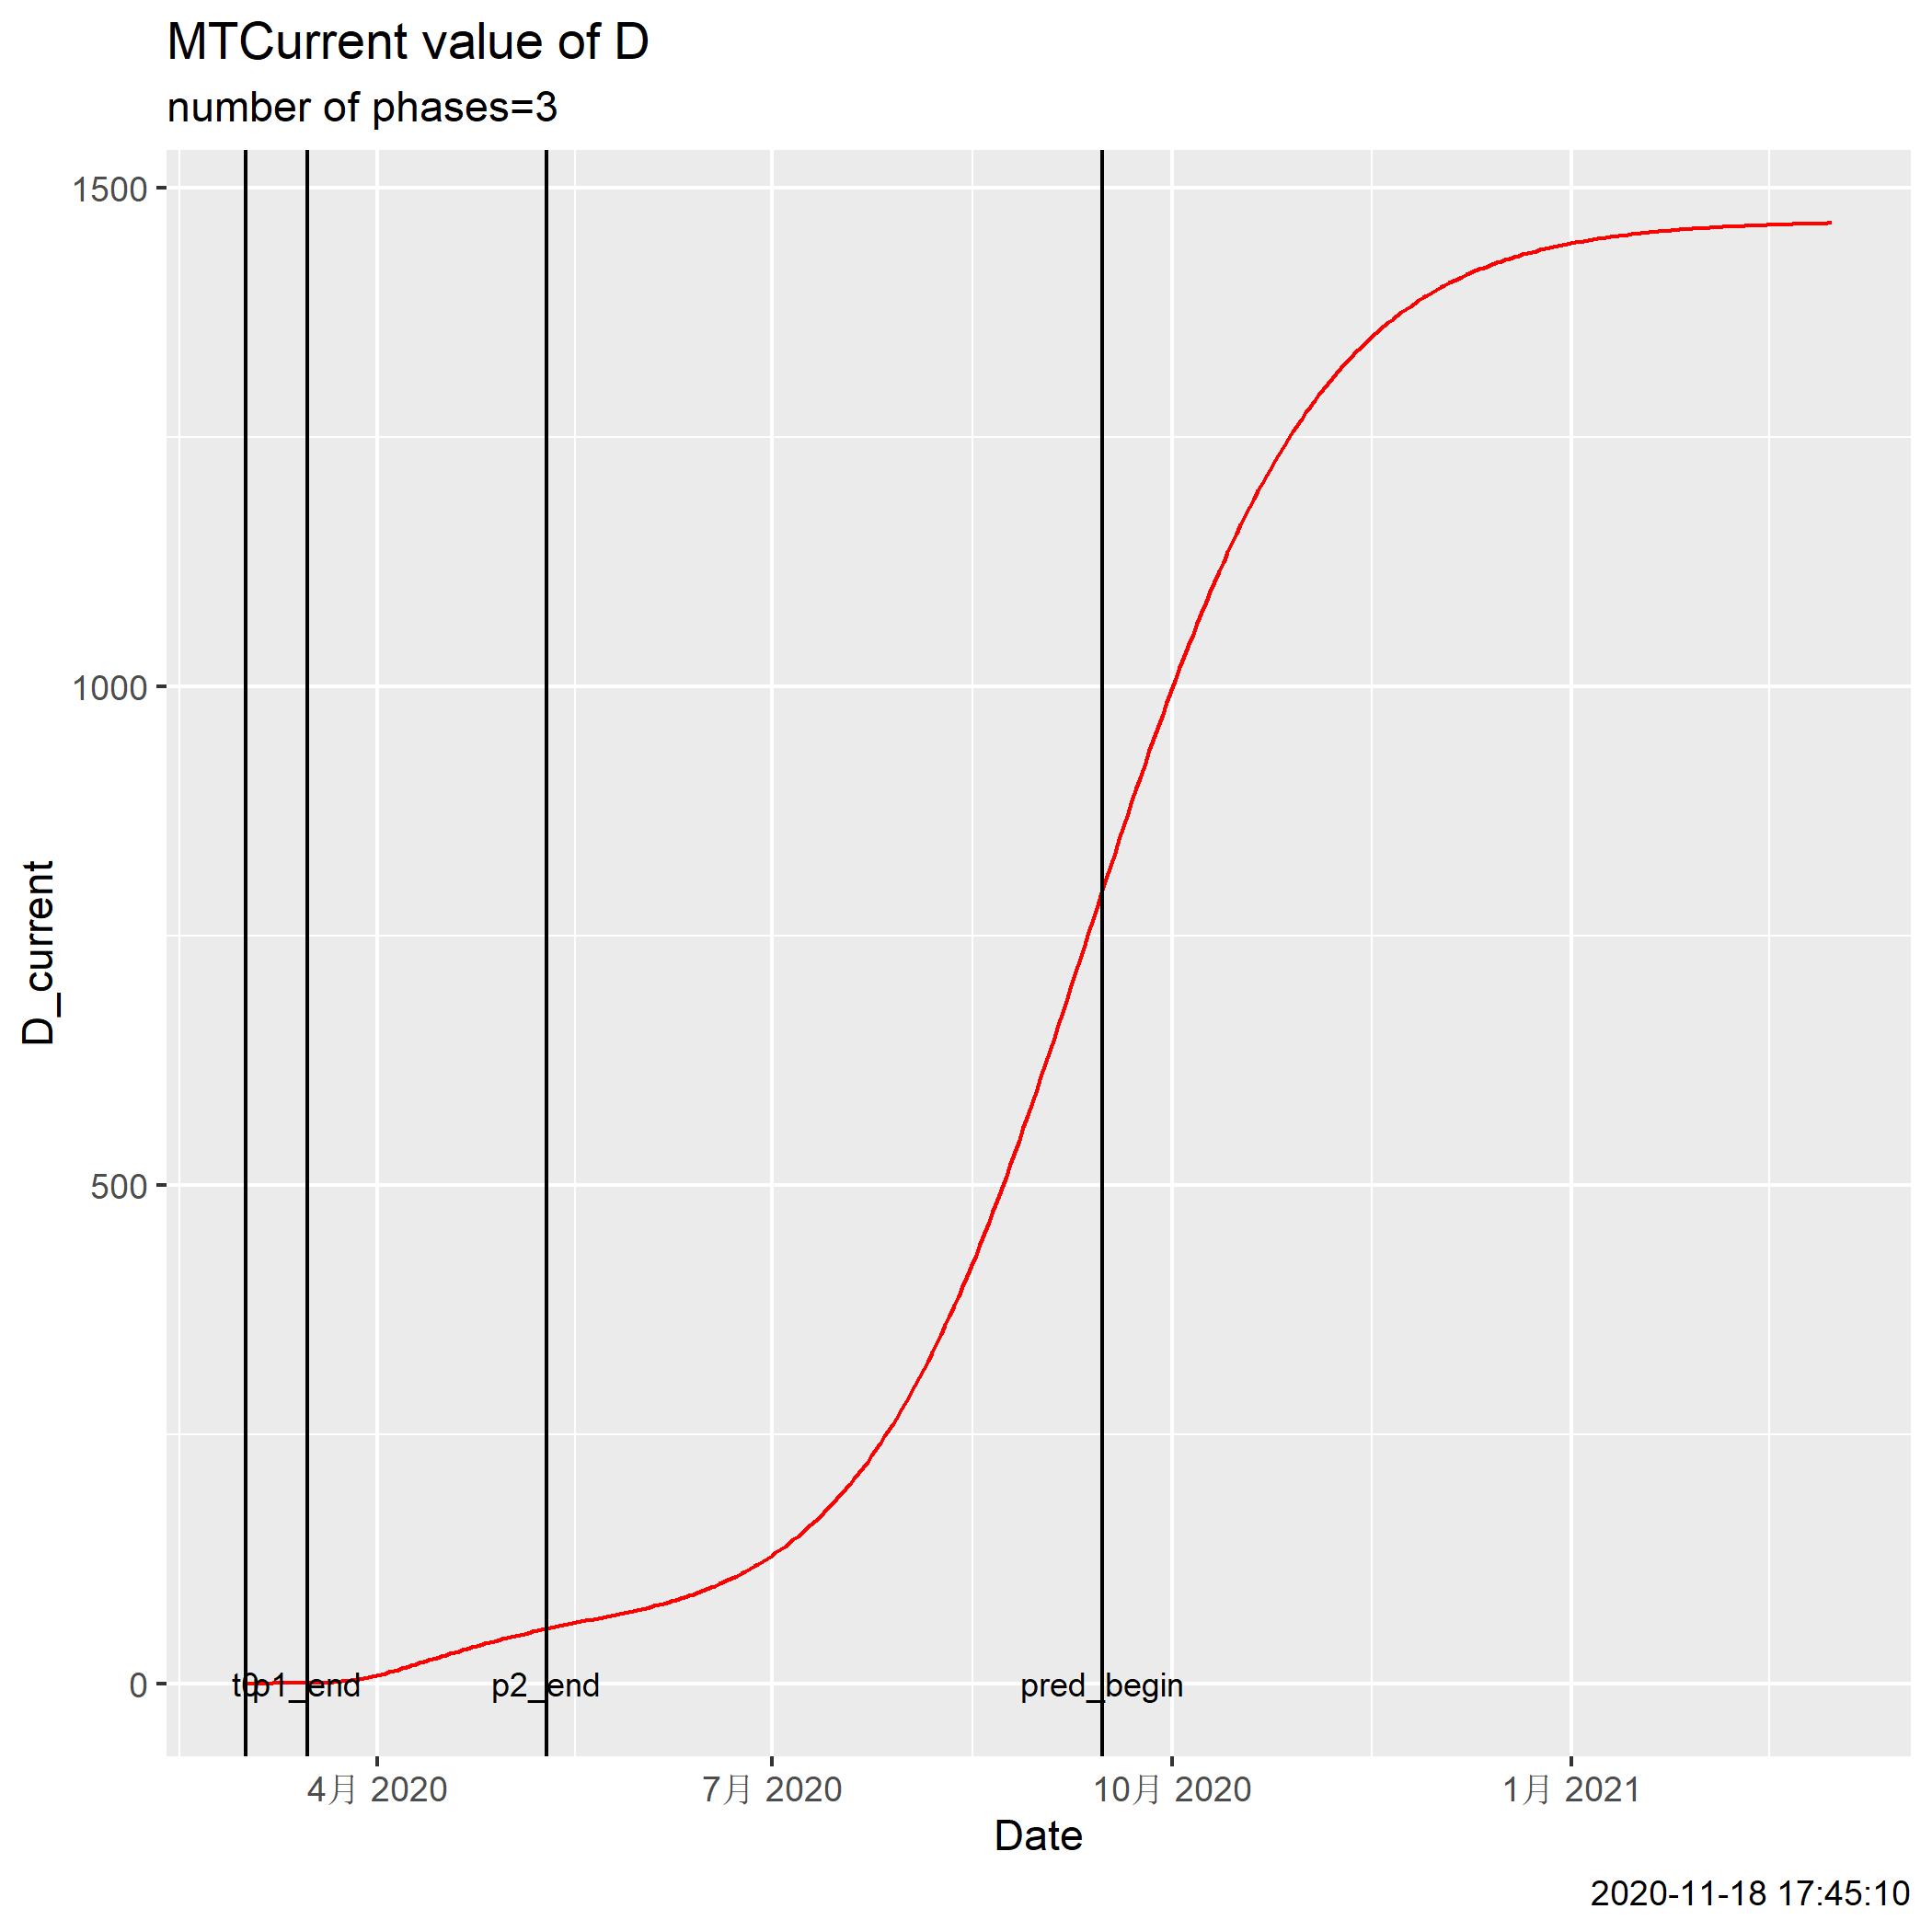 MTCurrent value of D
number of phases=3
1500
1000
500
0
D_current
t0
p1_end
p2_end
pred_begin
4月 2020
7月 2020
10月 2020
1月 2021
Date
2020-11-18 17:45:10